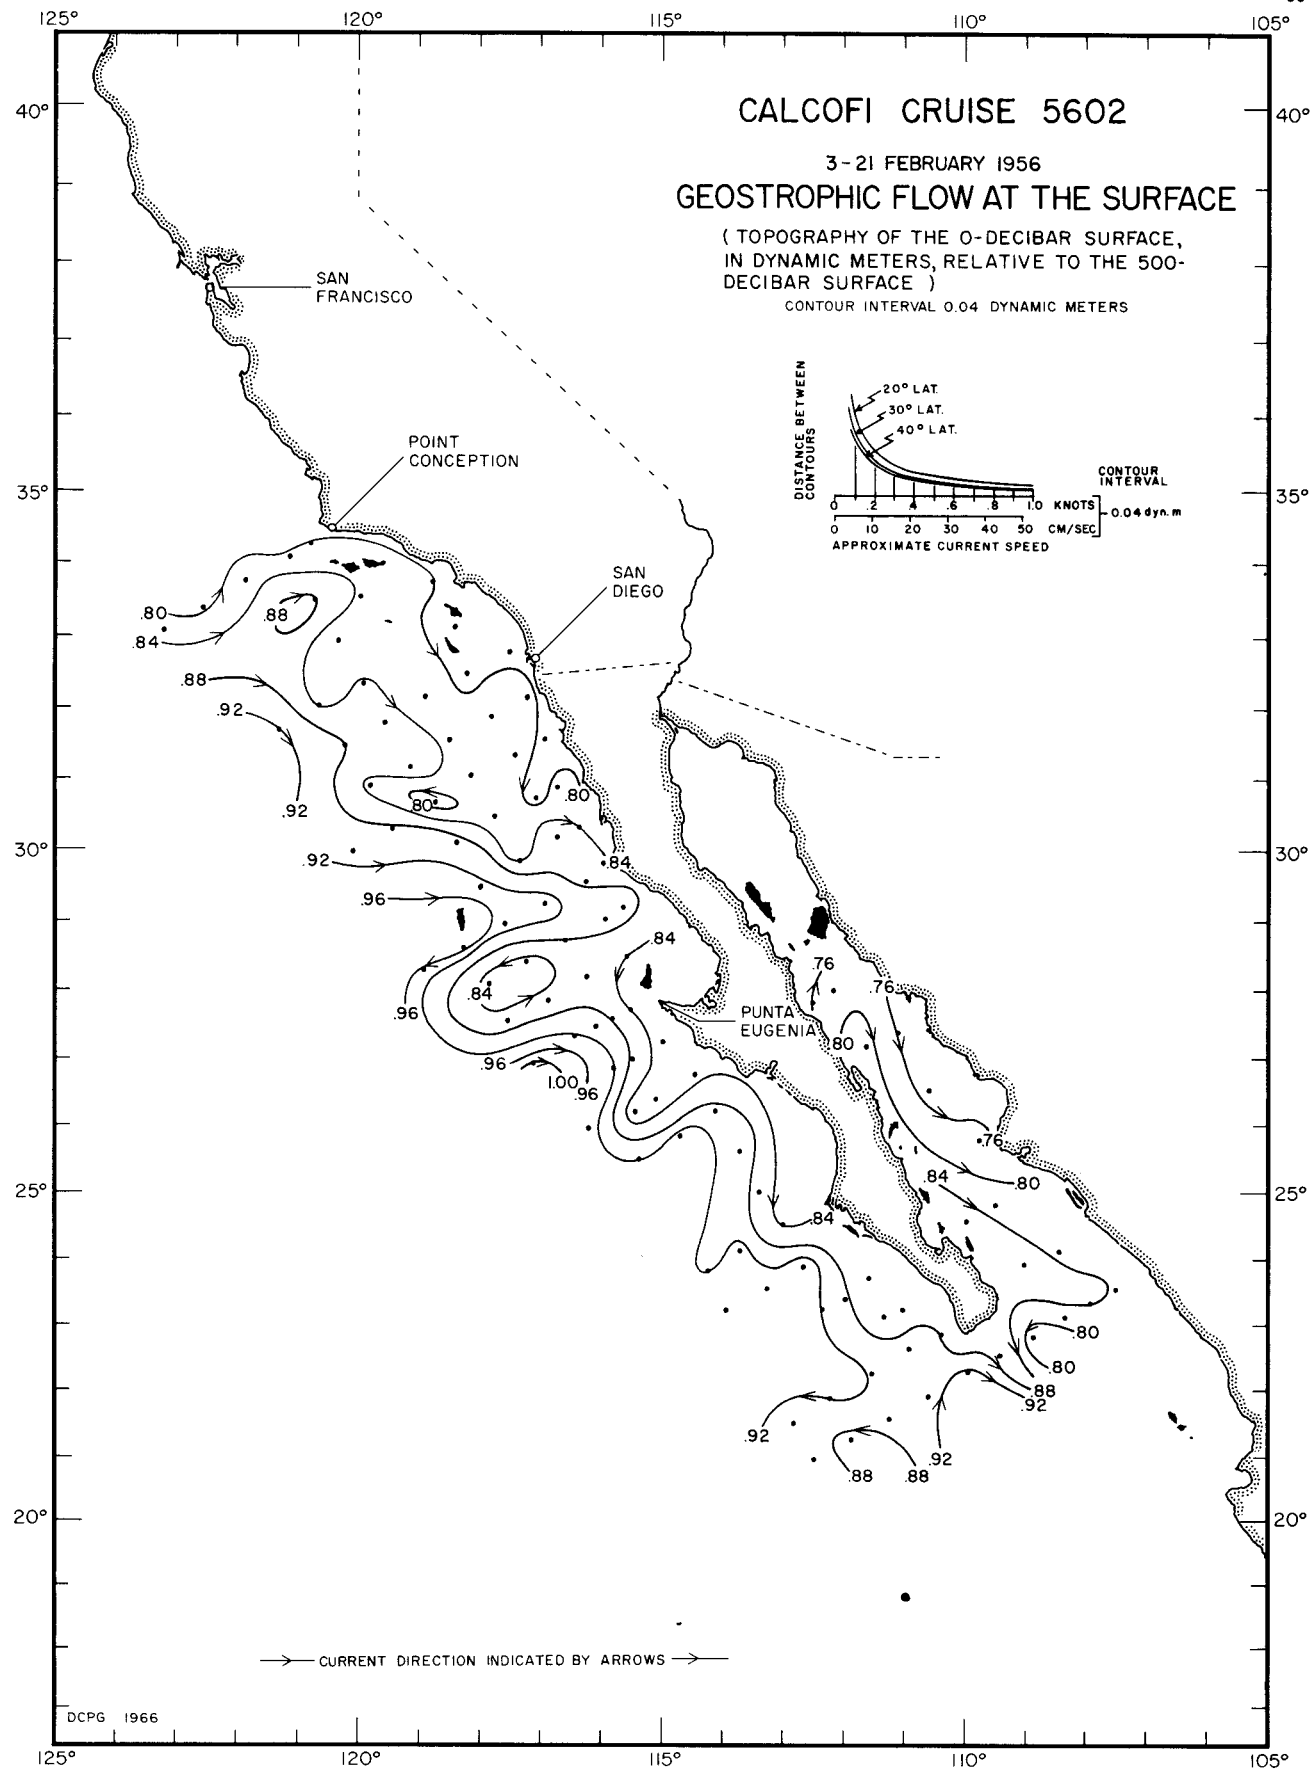 125°
120°
115°
110°
105°
40°
40°
CALCOFI CRUISE 5602
3-21 FEBRUARY 1956
GEOSTROPHIC FLOW AT THE SURFACE
( TOPOGRAPHY OF THE 0-DECIBAR SURFACE,
IN DYNAMIC METERS, RELATIVE TO THE 500-
DECIBAR SURFACE )
CONTOUR INTERVAL 0.04 DYNAMIC METERS
SAN
FRANCISCO
DISTANCE BETWEEN
CONTOURS
20° LAT.
30° LAT.
40° LAT.
CONTOUR
INTERVAL
0 .2 .4 .6 .8 1.0 KNOTS
0.04 dyn. m
0 10 20 30 40 50 CM/SEC
APPROXIMATE CURRENT SPEED
POINT
CONCEPTION
35°
35°
SAN
DIEGO
.80
.84
.88
.88
.92
.92
.80
.80
30°
30°
.84
.92
.96
.84
.84
.96
.76
.76
PUNTA
EUGENIA
.80
.96
1.00
.96
.76
.84
.80
25°
25°
.84
.80
.80
.88
.92
.92
.92
.88
.88
20°
20°
CURRENT DIRECTION INDICATED BY ARROWS
DCPG 1966
125°
120°
115°
110°
105°